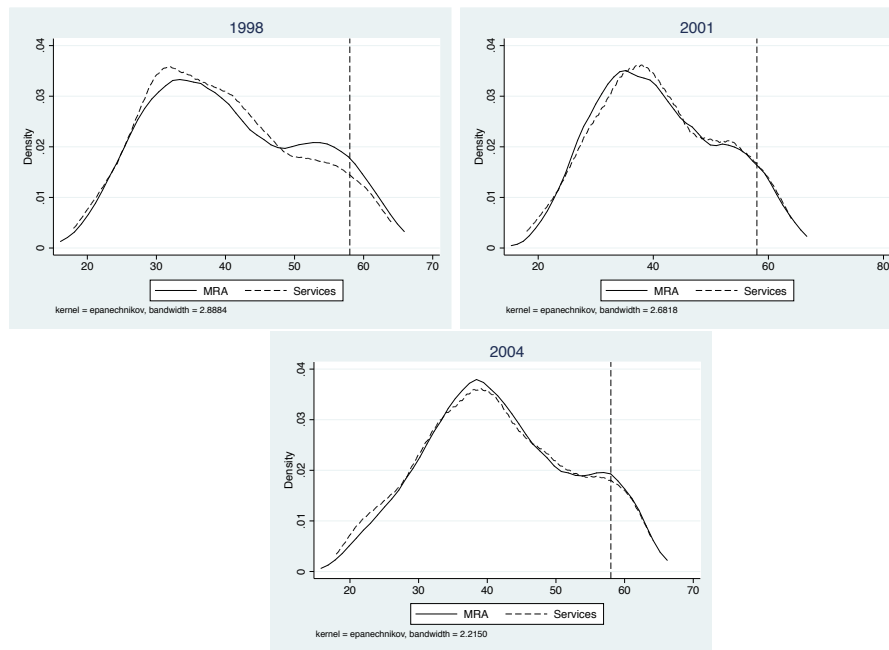 1998
.04
.03
.02
.01
0
Density
20 30 40 50 60 70
MRA Services
kernel = epanechnikov, bandwidth = 2.8884
2001
.04
.03
.02
.01
0
Density
20 40 60 80
MRA Services
kernel = epanechnikov, bandwidth = 2.6818
2004
.04
.03
.02
.01
0
Density
20 30 40 50 60 70
MRA Services
kernel = epanechnikov, bandwidth = 2.2150